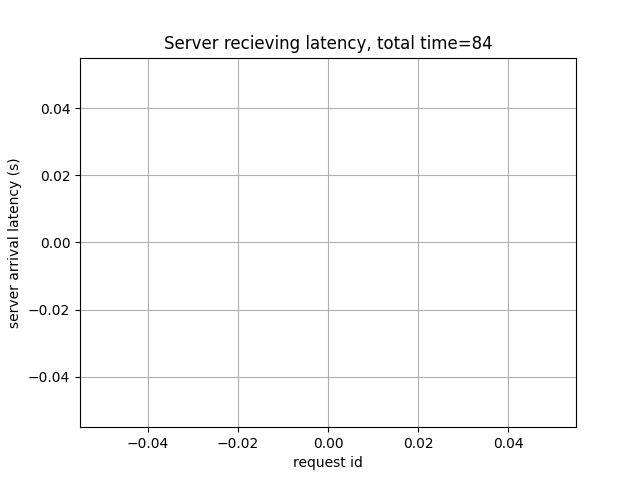 Server recieving latency, total time=84
0.04
0.02
0.00
−0.02
−0.04
server arrival latency (s)
−0.04 −0.02 0.00 0.02 0.04
request id